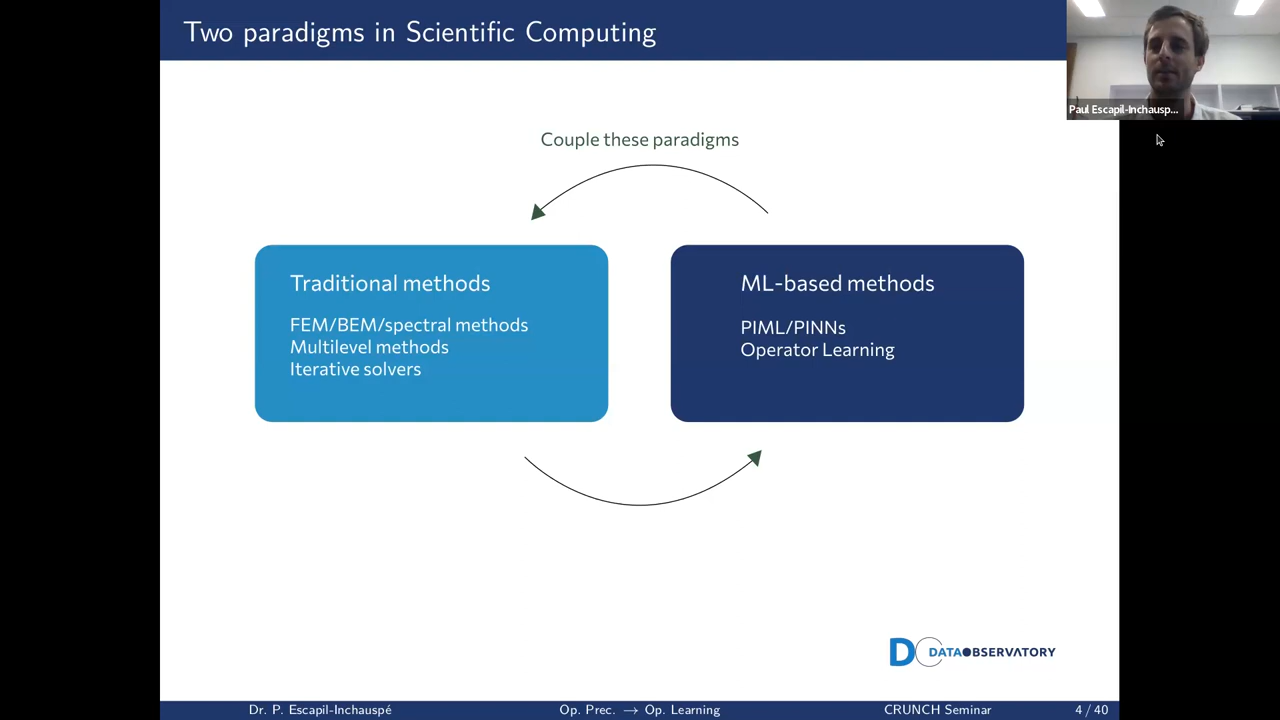 Two paradigms in Scientific Computing
Paul Escapil-Inchausp...
Couple these paradigms
Traditional methods
FEM/BEM/spectral methods
Multilevel methods
Iterative solvers
ML-based methods
PIML/PINNs
Operator Learning
DO DATAOBSERVATORY
Dr. P. Escapil-Inchauspé
Op. Prec. → Op. Learning
CRUNCH Seminar
4 / 40